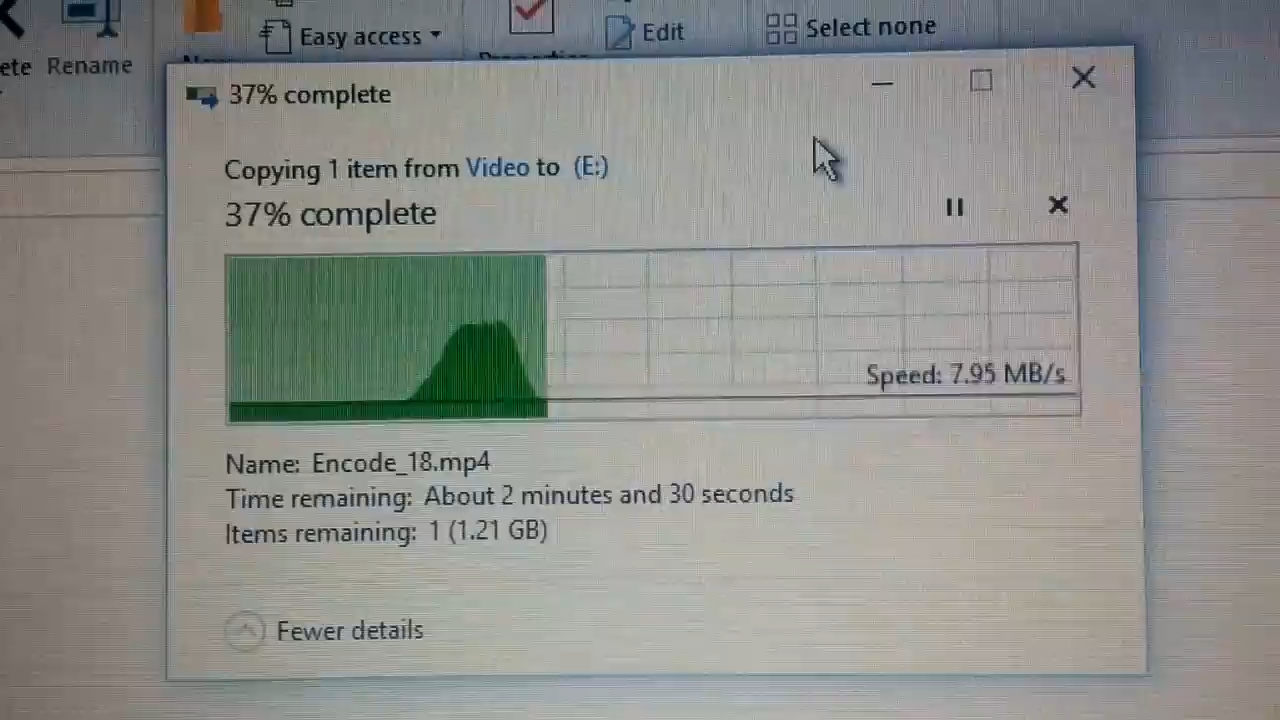 Easy access
Edit
Select none
ete
Rename
37% complete
Copying 1 item from Video to (E:)
37% complete
Speed: 7.95 MB/s
Name: Encode_18.mp4
Time remaining: About 2 minutes and 30 seconds
Items remaining: 1 (1.21 GB)
Fewer details